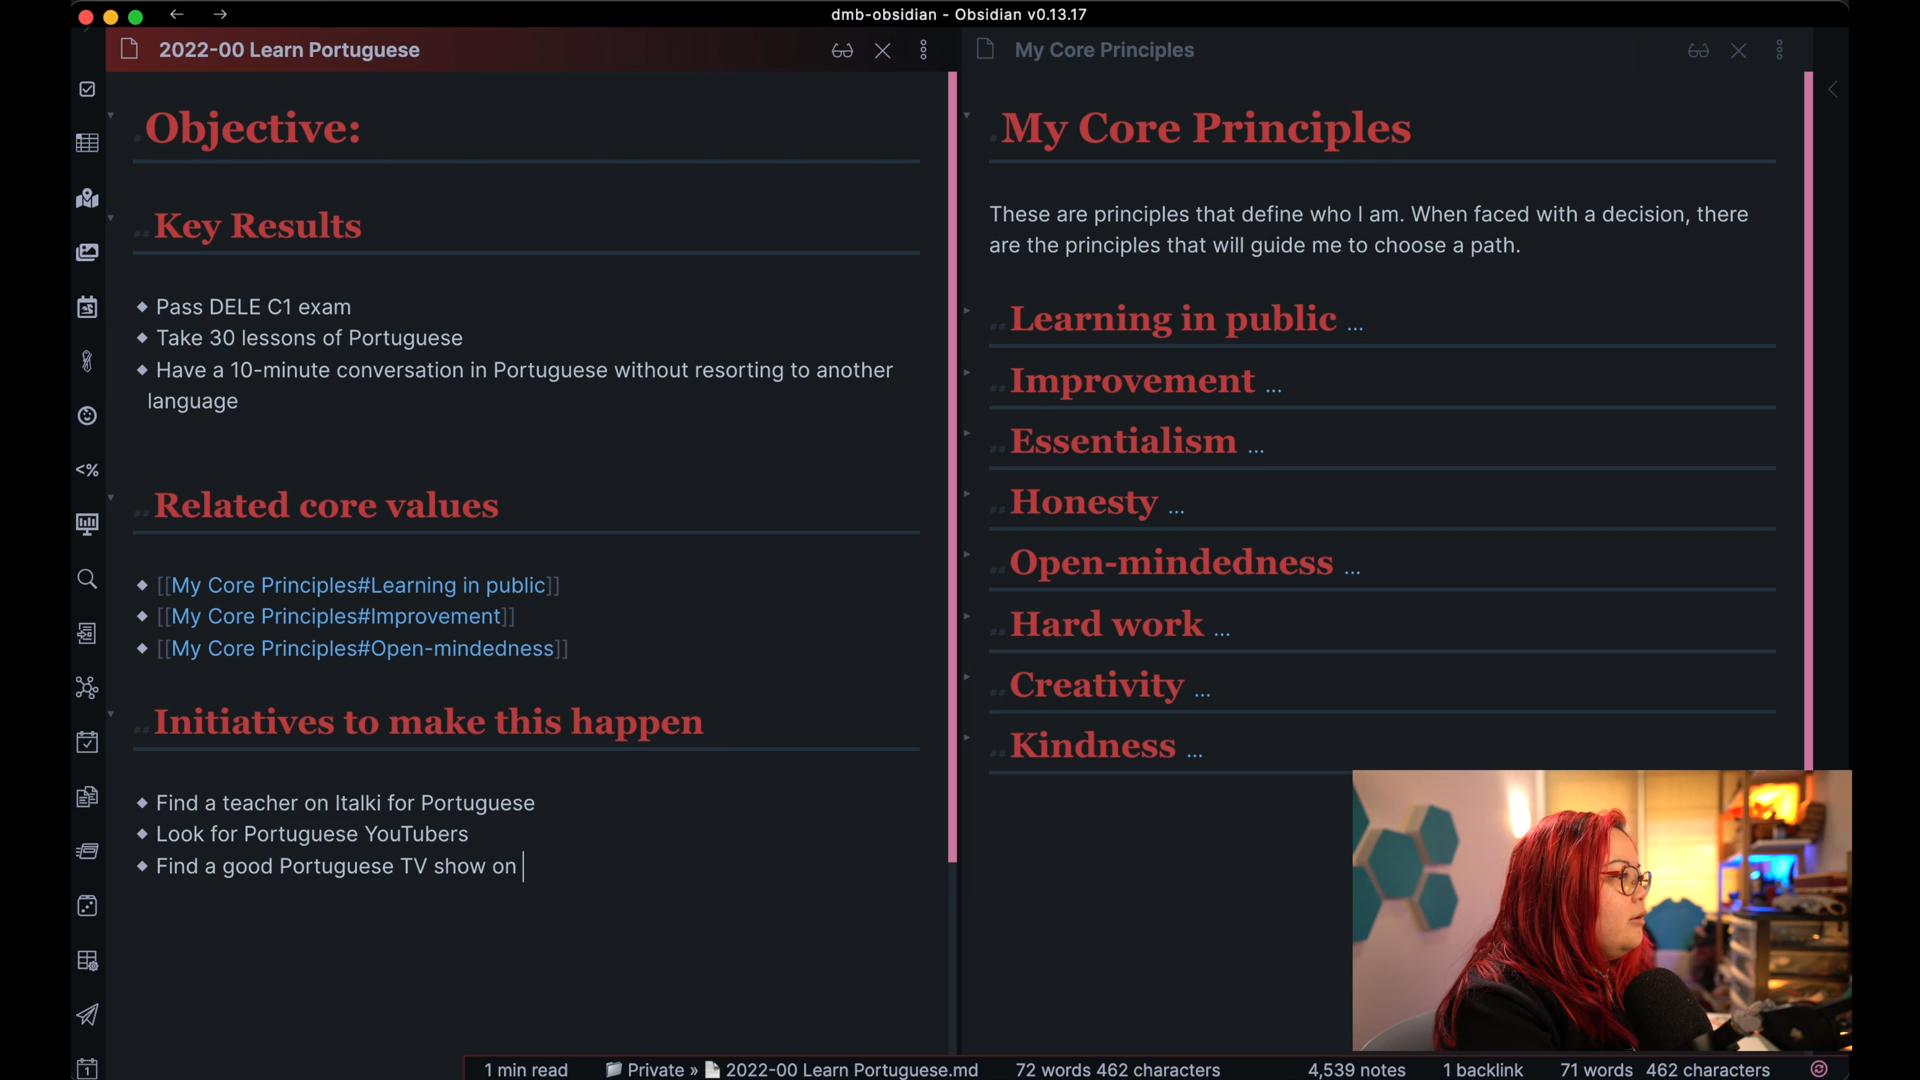 dmb-obsidian - Obsidian v0.13.17
2022-00 Learn Portuguese
# Objective:
## Key Results
Pass DELE C1 exam
Take 30 lessons of Portuguese
Have a 10-minute conversation in Portuguese without resorting to another
language
## Related core values
[[My Core Principles#Learning in public]]
[[My Core Principles#Improvement]]
[[My Core Principles#Open-mindedness]]
## Initiatives to make this happen
Find a teacher on Italki for Portuguese
Look for Portuguese YouTubers
Find a good Portuguese TV show on
My Core Principles
# My Core Principles
These are principles that define who I am. When faced with a decision, there
are the principles that will guide me to choose a path.
## Learning in public ...
## Improvement ...
## Essentialism ...
## Honesty ...
## Open-mindedness ...
## Hard work ...
## Creativity ...
## Kindness ...
<%
1
1 min read Private » 2022-00 Learn Portuguese.md 72 words 462 characters 4,539 notes 1 backlink 71 words 462 characters